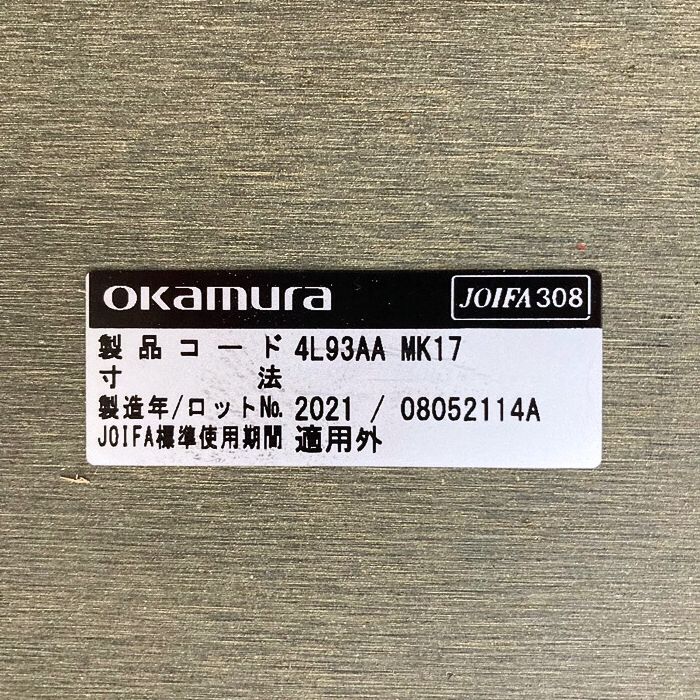 okamura JOIFA308
製品コード 4L93AA MK17
寸法
製造年/ロット№. 2021 / 08052114A
JOIFA標準使用期間 適用外